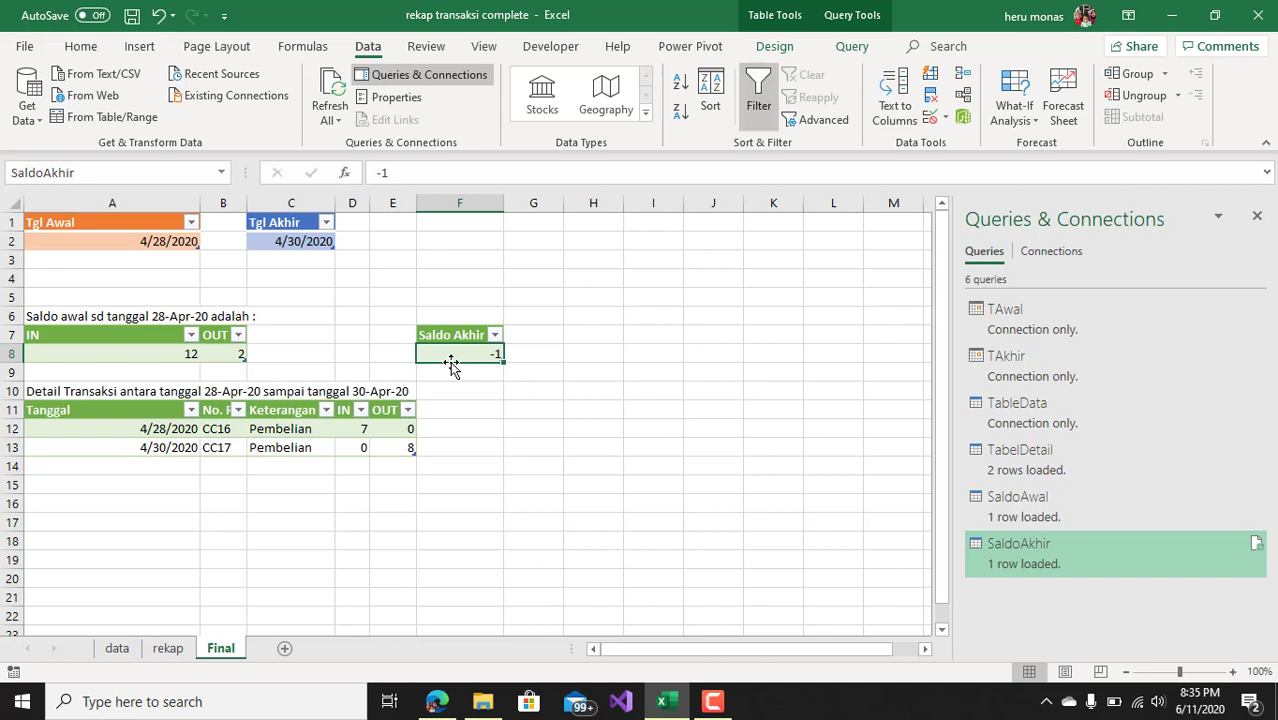 AutoSave Off rekap transaksi complete - Excel Table Tools Query Tools heru monas
File Home Insert Page Layout Formulas Data Review View Developer Help Power Pivot Design Query Search Share Comments
Get Data
From Text/CSV
From Web
From Table/Range
Recent Sources
Existing Connections
Get & Transform Data
Refresh All
Queries & Connections
Properties
Edit Links
Queries & Connections
Stocks Geography
Data Types
Sort
Filter
Clear
Reapply
Advanced
Sort & Filter
Text to Columns
Data Tools
What-If Analysis
Forecast Sheet
Forecast
Group
Ungroup
Subtotal
Outline
SaldoAkhir fx -1
A B C D E F G H I J K L M
1 Tgl Awal Tgl Akhir
2 4/28/2020 4/30/2020
3
4
5
6 Saldo awal sd tanggal 28-Apr-20 adalah :
7 IN OUT Saldo Akhir
8 12 2 -1
9
10 Detail Transaksi antara tanggal 28-Apr-20 sampai tanggal 30-Apr-20
11 Tanggal No. Keterangan IN OUT
12 4/28/2020 CC16 Pembelian 7 0
13 4/30/2020 CC17 Pembelian 0 8
14
15
16
17
18
19
20
21
22
23
Queries & Connections
Queries Connections
6 queries
TAwal
Connection only.
TAkhir
Connection only.
TableData
Connection only.
TabelDetail
2 rows loaded.
SaldoAwal
1 row loaded.
SaldoAkhir
1 row loaded.
data rekap Final
100%
Type here to search
99+
8:35 PM
6/11/2020
2